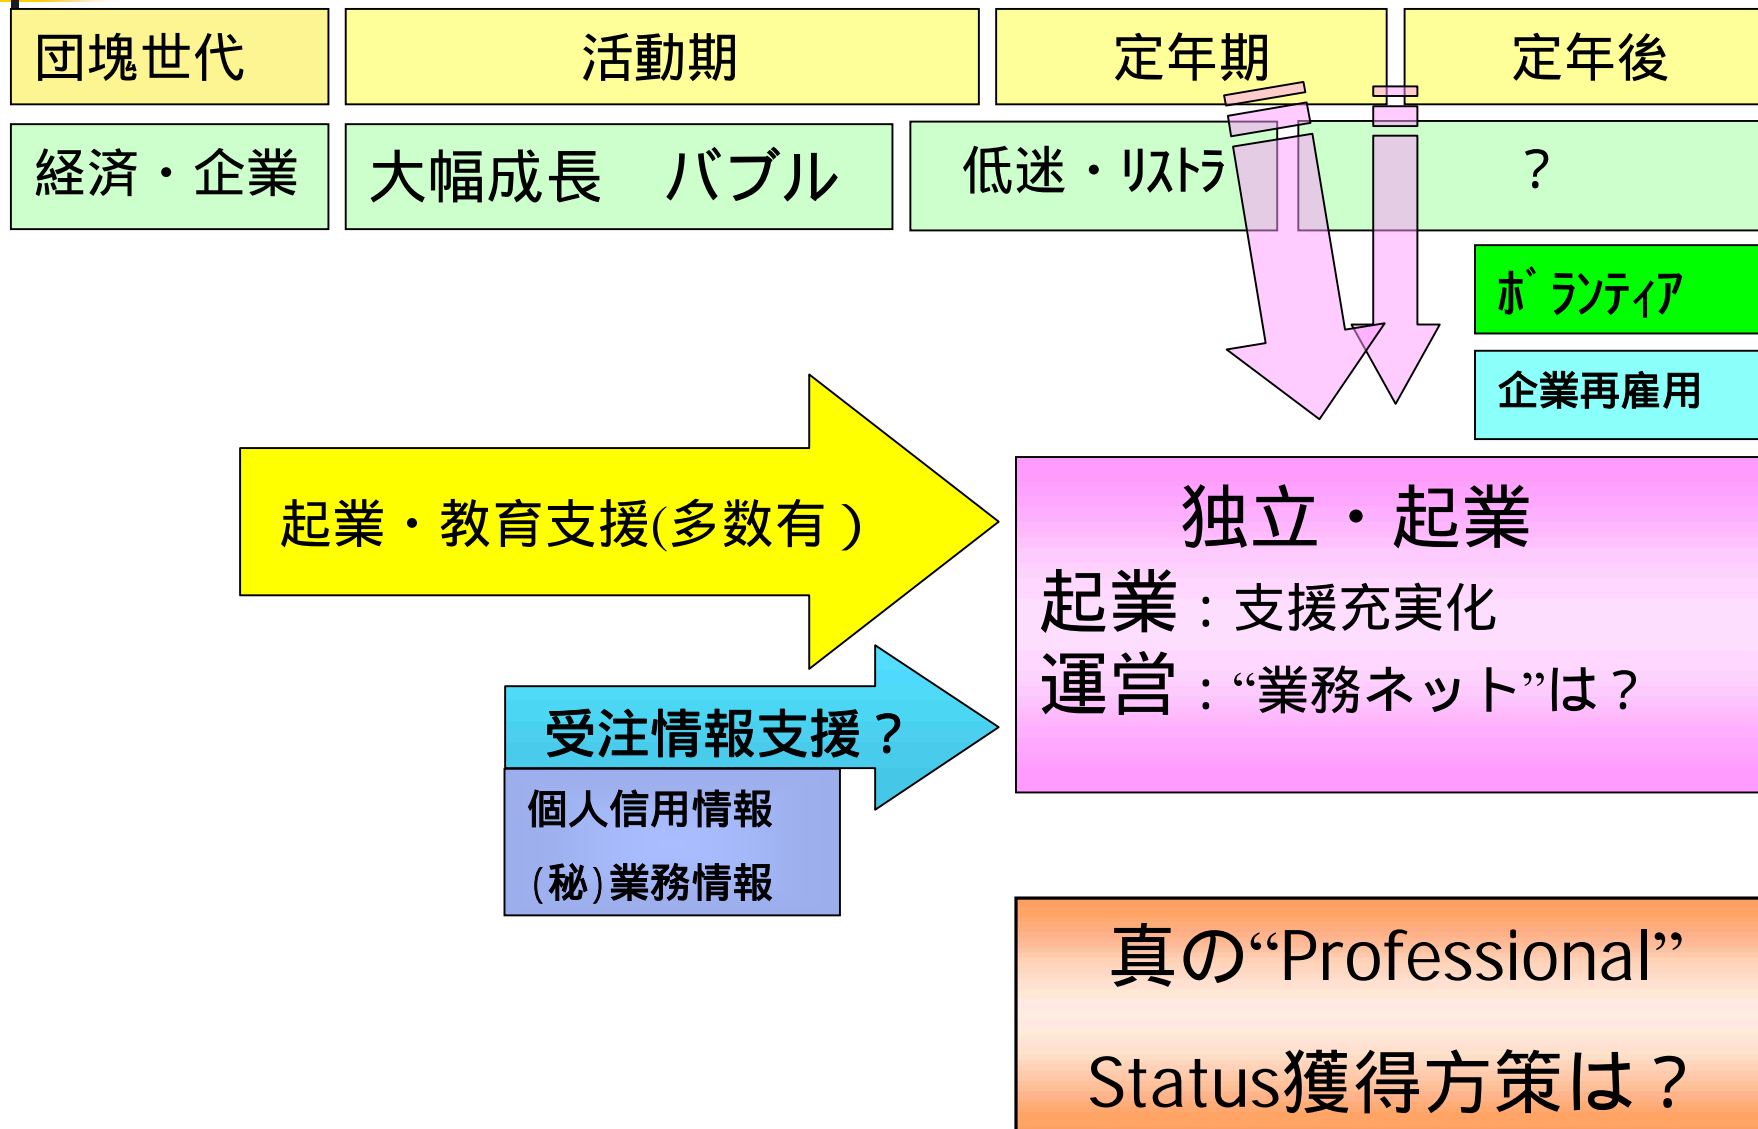 団塊世代 活動期 定年期 定年後
経済・企業 大幅成長 バブル 低迷・ﾘｽﾄﾗ ?
ﾎﾞﾗﾝﾃｨｱ
企業再雇用
起業・教育支援(多数有)
独立・起業
起業：支援充実化
運営：“業務ネット”は？
受注情報支援？
個人信用情報
(秘)業務情報
真の“Professional”
Status獲得方策は？